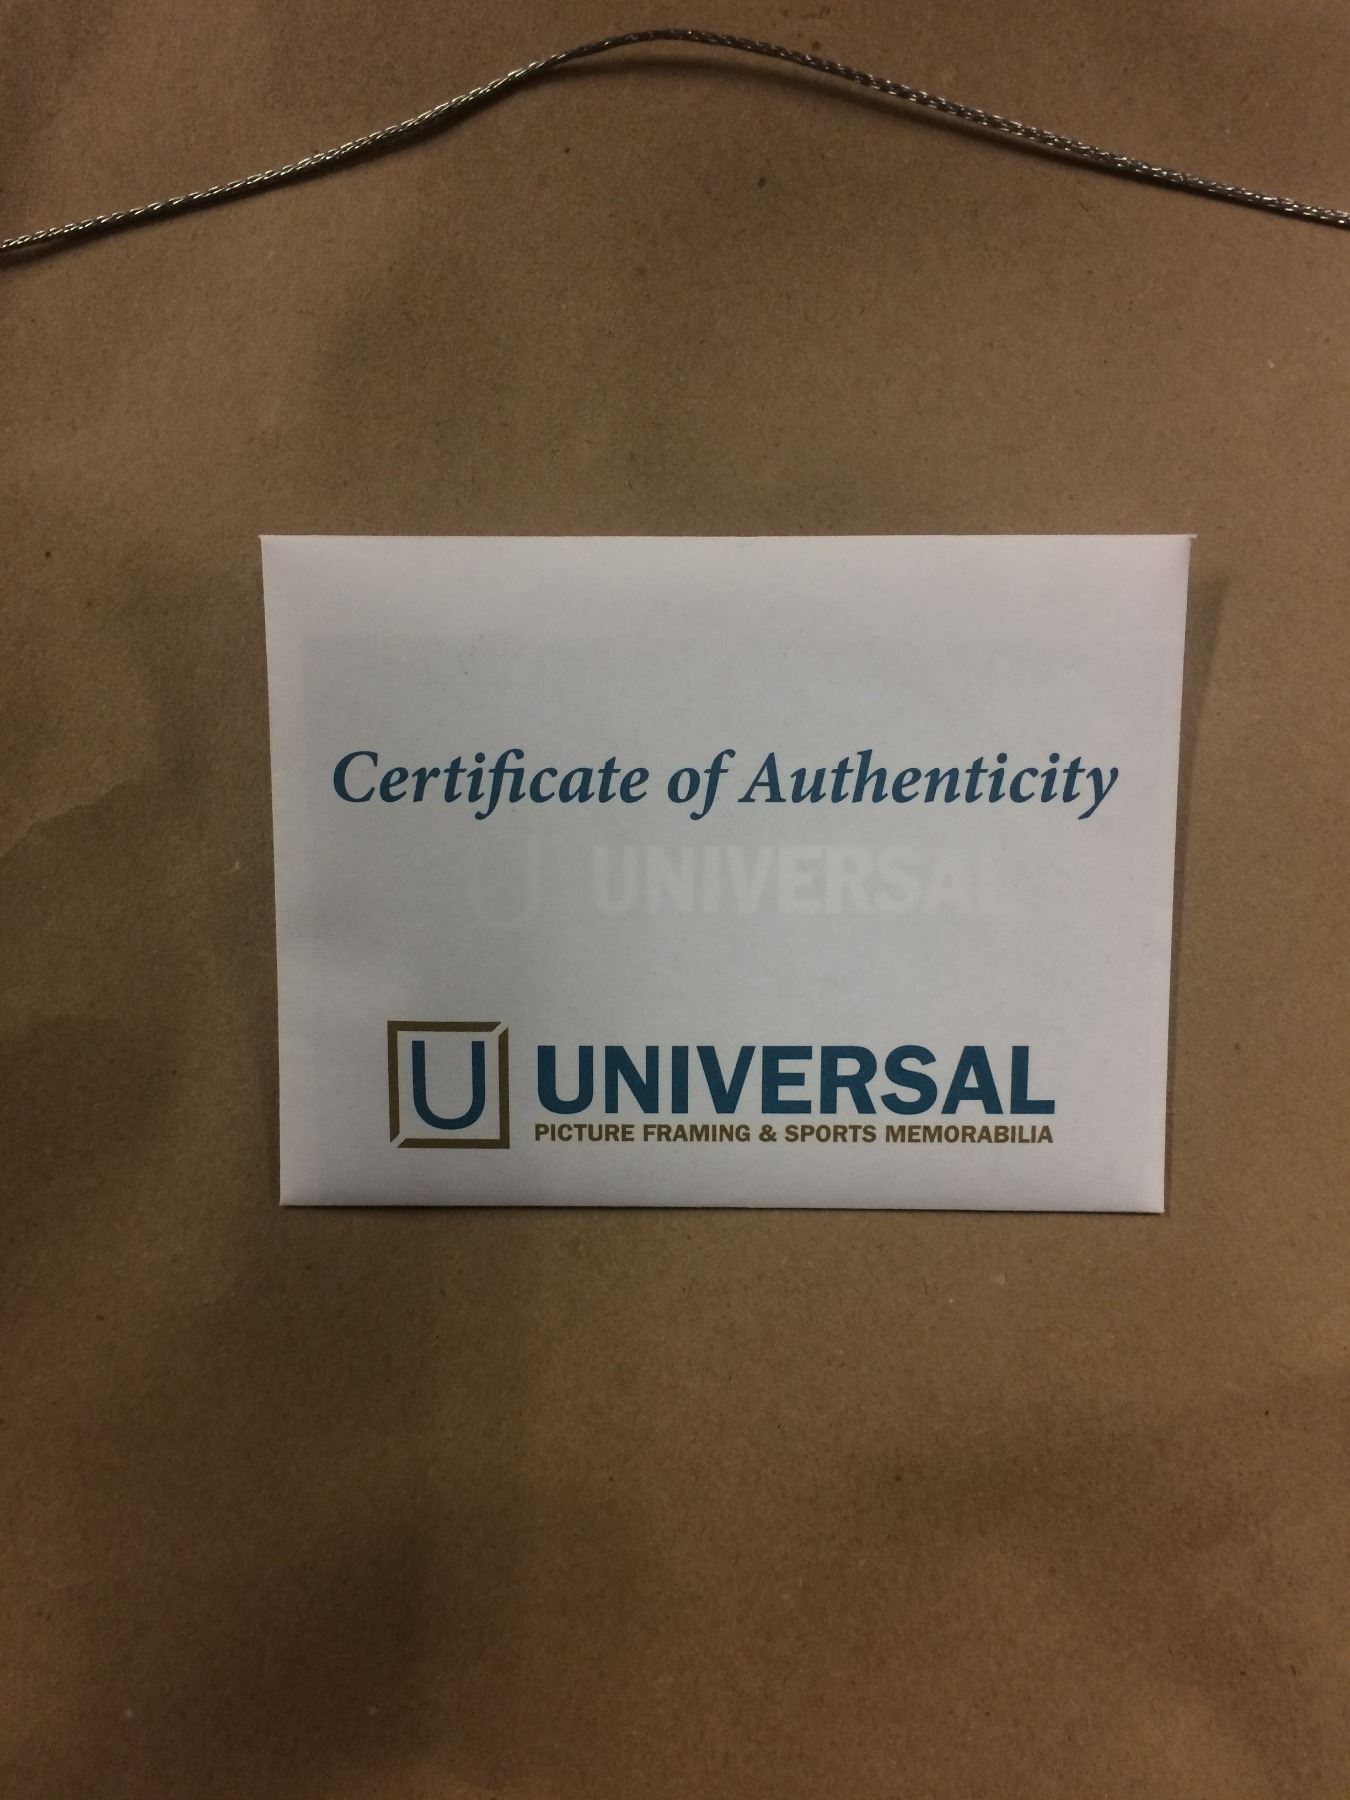 Certificate of Authenticity
UNIVERSAL
U UNIVERSAL
PICTURE FRAMING & SPORTS MEMORABILIA